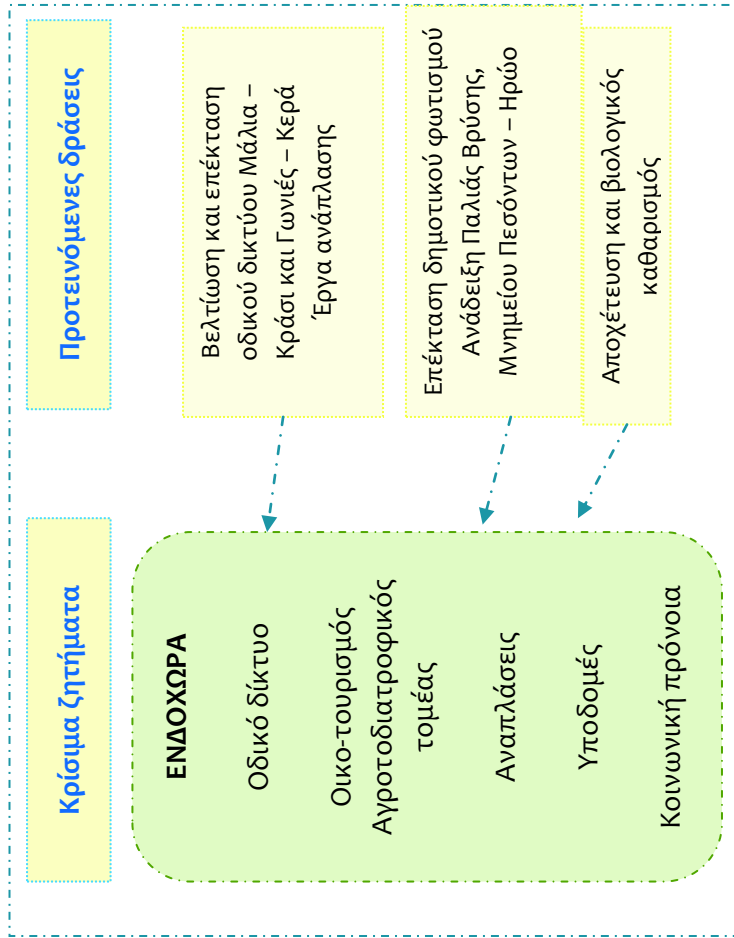 Κρίσιμα ζητήματα
Προτεινόμενες δράσεις
ΕΝΔΟΧΩΡΑ
Οδικό δίκτυο
Οικο-τουρισμός
Αγροτοδιατροφικός
τομέας
Αναπλάσεις
Υποδομές
Κοινωνική πρόνοια
Βελτίωση και επέκταση
οδικού δικτύου Μάλια –
Κράσι και Γωνιές – Κερά
Έργα ανάπλασης
Επέκταση δημοτικού φωτισμού
Ανάδειξη Παλιάς Βρύσης,
Μνημείου Πεσόντων – Ηρώο
Αποχέτευση και βιολογικός
καθαρισμός